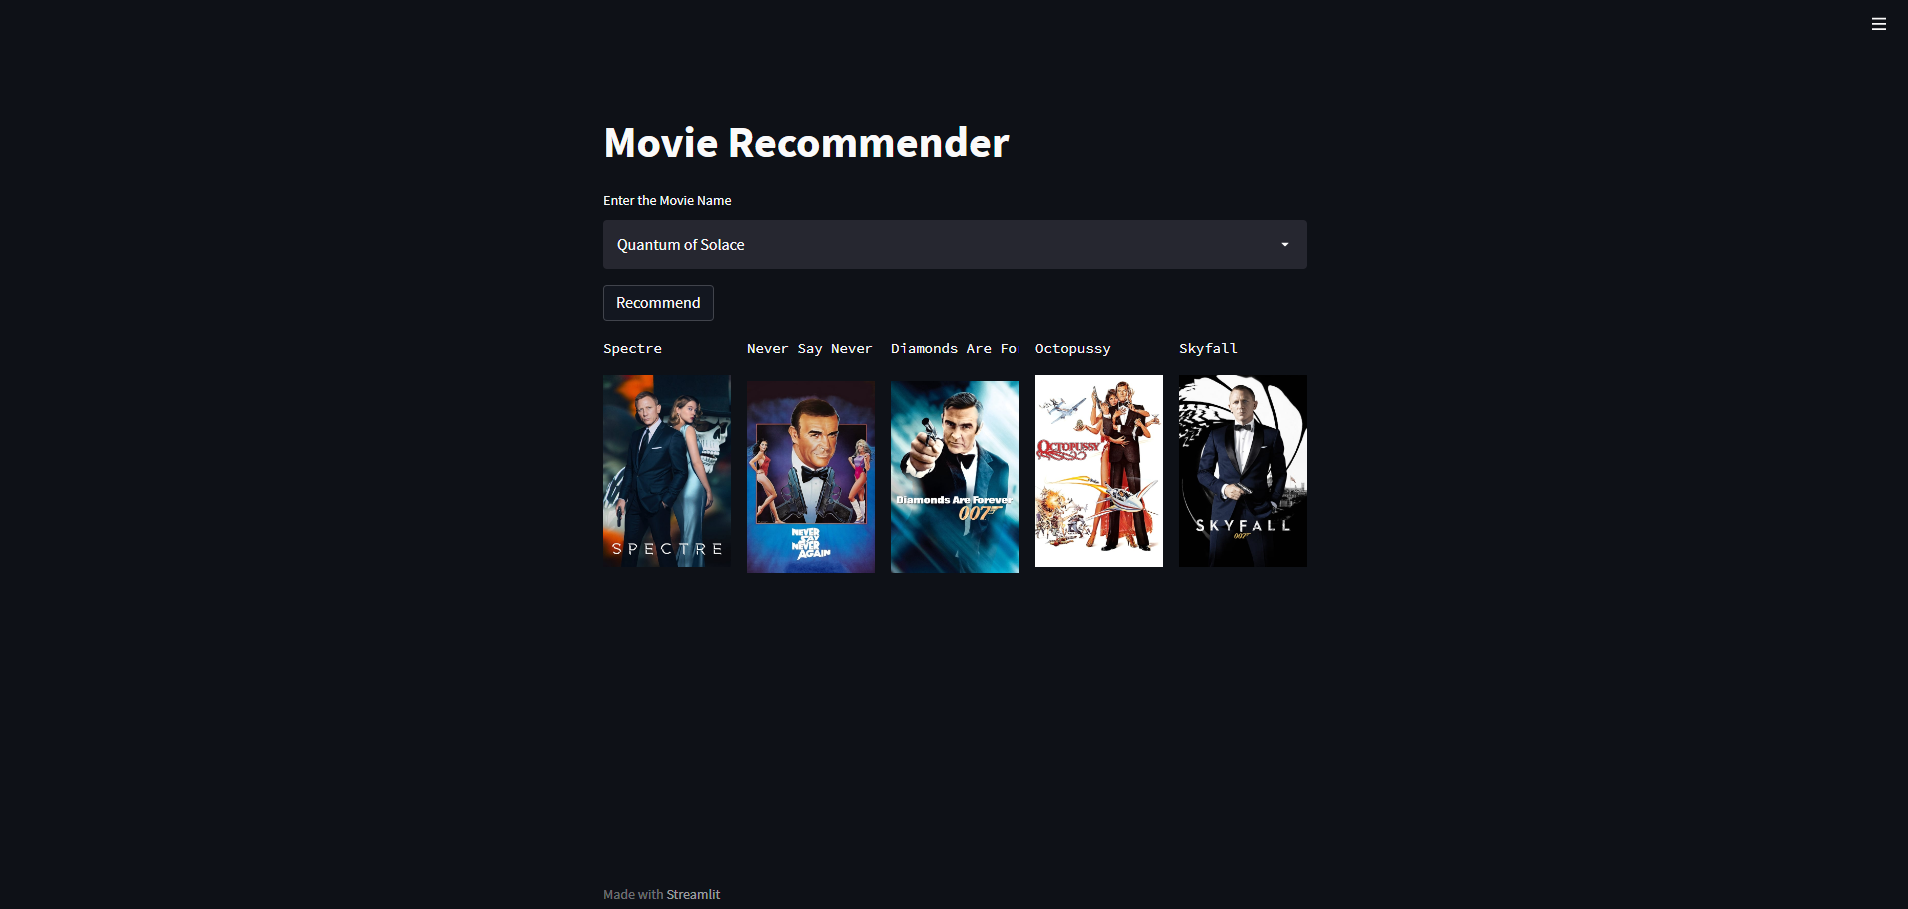 Movie Recommender
Enter the Movie Name
Quantum of Solace
Recommend
Spectre
Never Say Never
Diamonds Are Fo
Octopussy
Skyfall
SPECTRE
NEVER
SAY
NEVER
AGAIN
Diamonds Are Forever
007
OCTOPUSSY
SKYFALL
007
Made with Streamlit